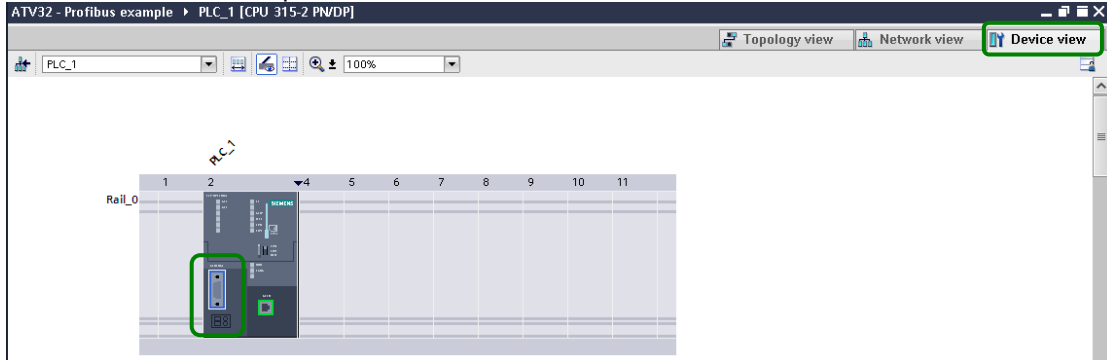 ATV32 - Profibus example ▸ PLC_1 [CPU 315-2 PN/DP]
Topology view Network view Device view
PLC_1 100%
PLC_1
1 2 4 5 6 7 8 9 10 11
Rail_0
SIEMENS